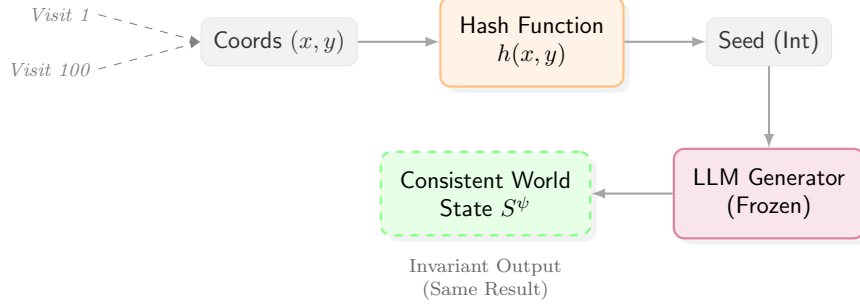 Visit 1
Visit 100
Coords (x, y)
Hash Function
h(x, y)
Seed (Int)
LLM Generator
(Frozen)
Consistent World
State S^ψ
Invariant Output
(Same Result)